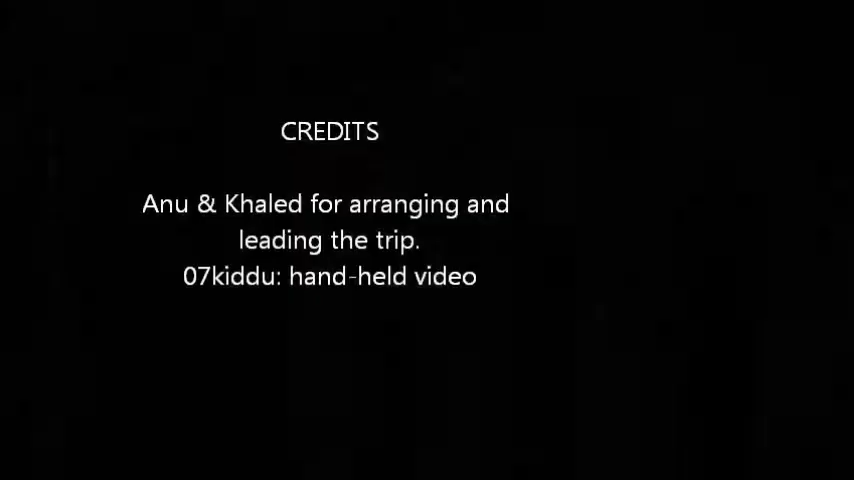 CREDITS
Anu & Khaled for arranging and
leading the trip.
07kiddu: hand-held video